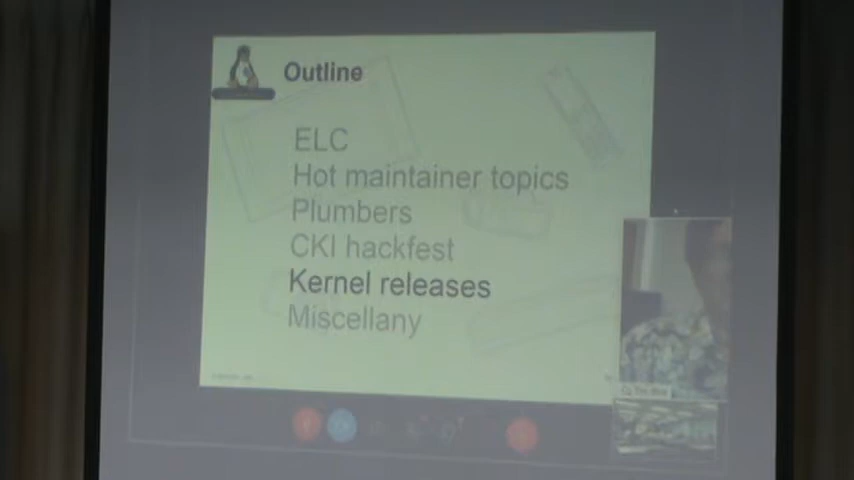 Outline
ELC
Hot maintainer topics
Plumbers
CKI hackfest
Kernel releases
Miscellany